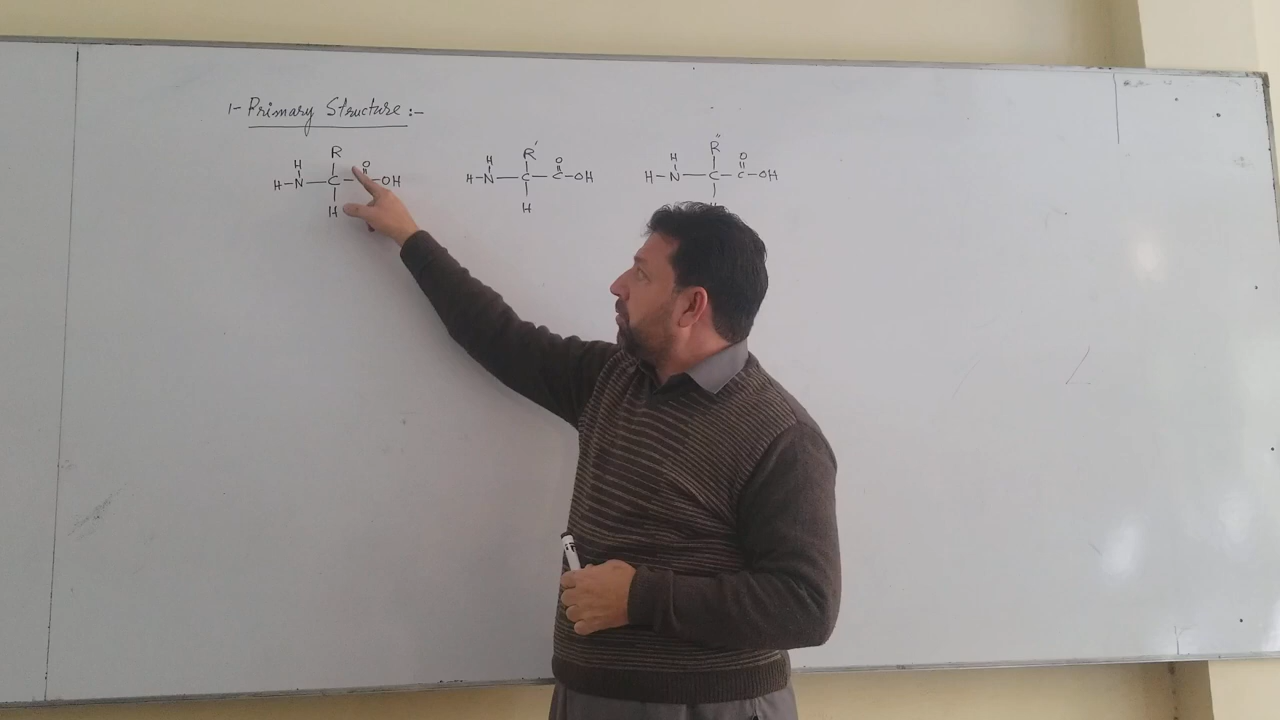 1- Primary Structure :-
R R' R''
H O H O H O
H-N-C-C-OH H-N-C-C-OH H-N-C-C-OH
H H